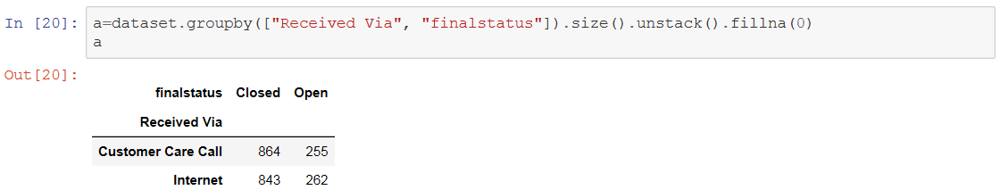 In [20]: a=dataset.groupby(["Received Via", "finalstatus"]).size().unstack().fillna(0)
a
Out[20]:
finalstatus Closed Open
Received Via
Customer Care Call 864 255
Internet 843 262